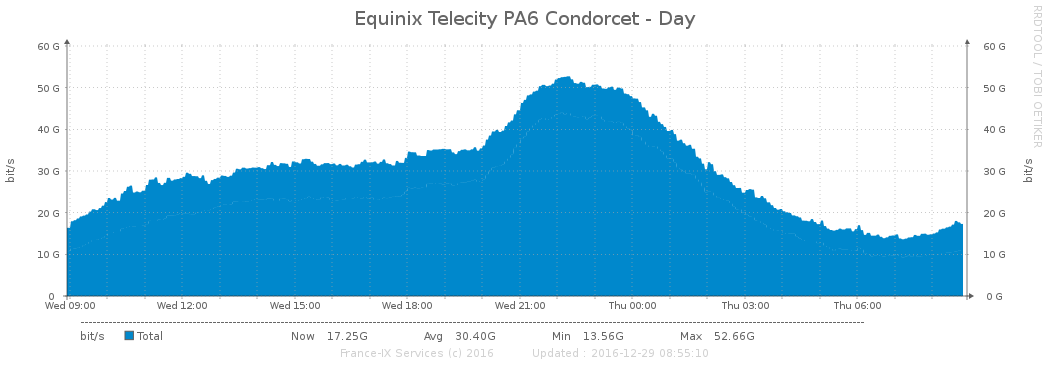 Equinix Telecity PA6 Condorcet - Day
RRDTOOL / TOBI OETIKER
60 G 60 G
50 G 50 G
40 G 40 G
30 G 30 G
20 G 20 G
10 G 10 G
0 0 G
bit/s
bit/s
Wed 09:00 Wed 12:00 Wed 15:00 Wed 18:00 Wed 21:00 Thu 00:00 Thu 03:00 Thu 06:00
bit/s Total Now 17.25G Avg 30.40G Min 13.56G Max 52.66G
France-IX Services (c) 2016 Updated : 2016-12-29 08:55:10